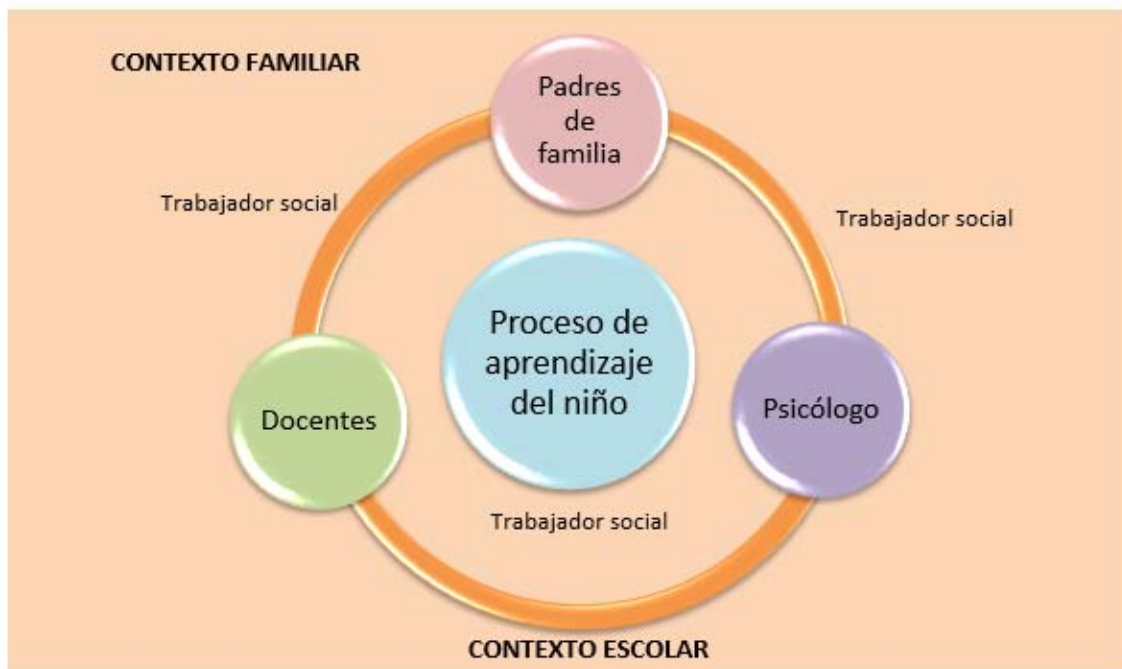 CONTEXTO FAMILIAR
Padres
de
familia
Trabajador social
Trabajador social
Proceso de
aprendizaje
del niño
Docentes
Psicólogo
Trabajador social
CONTEXTO ESCOLAR